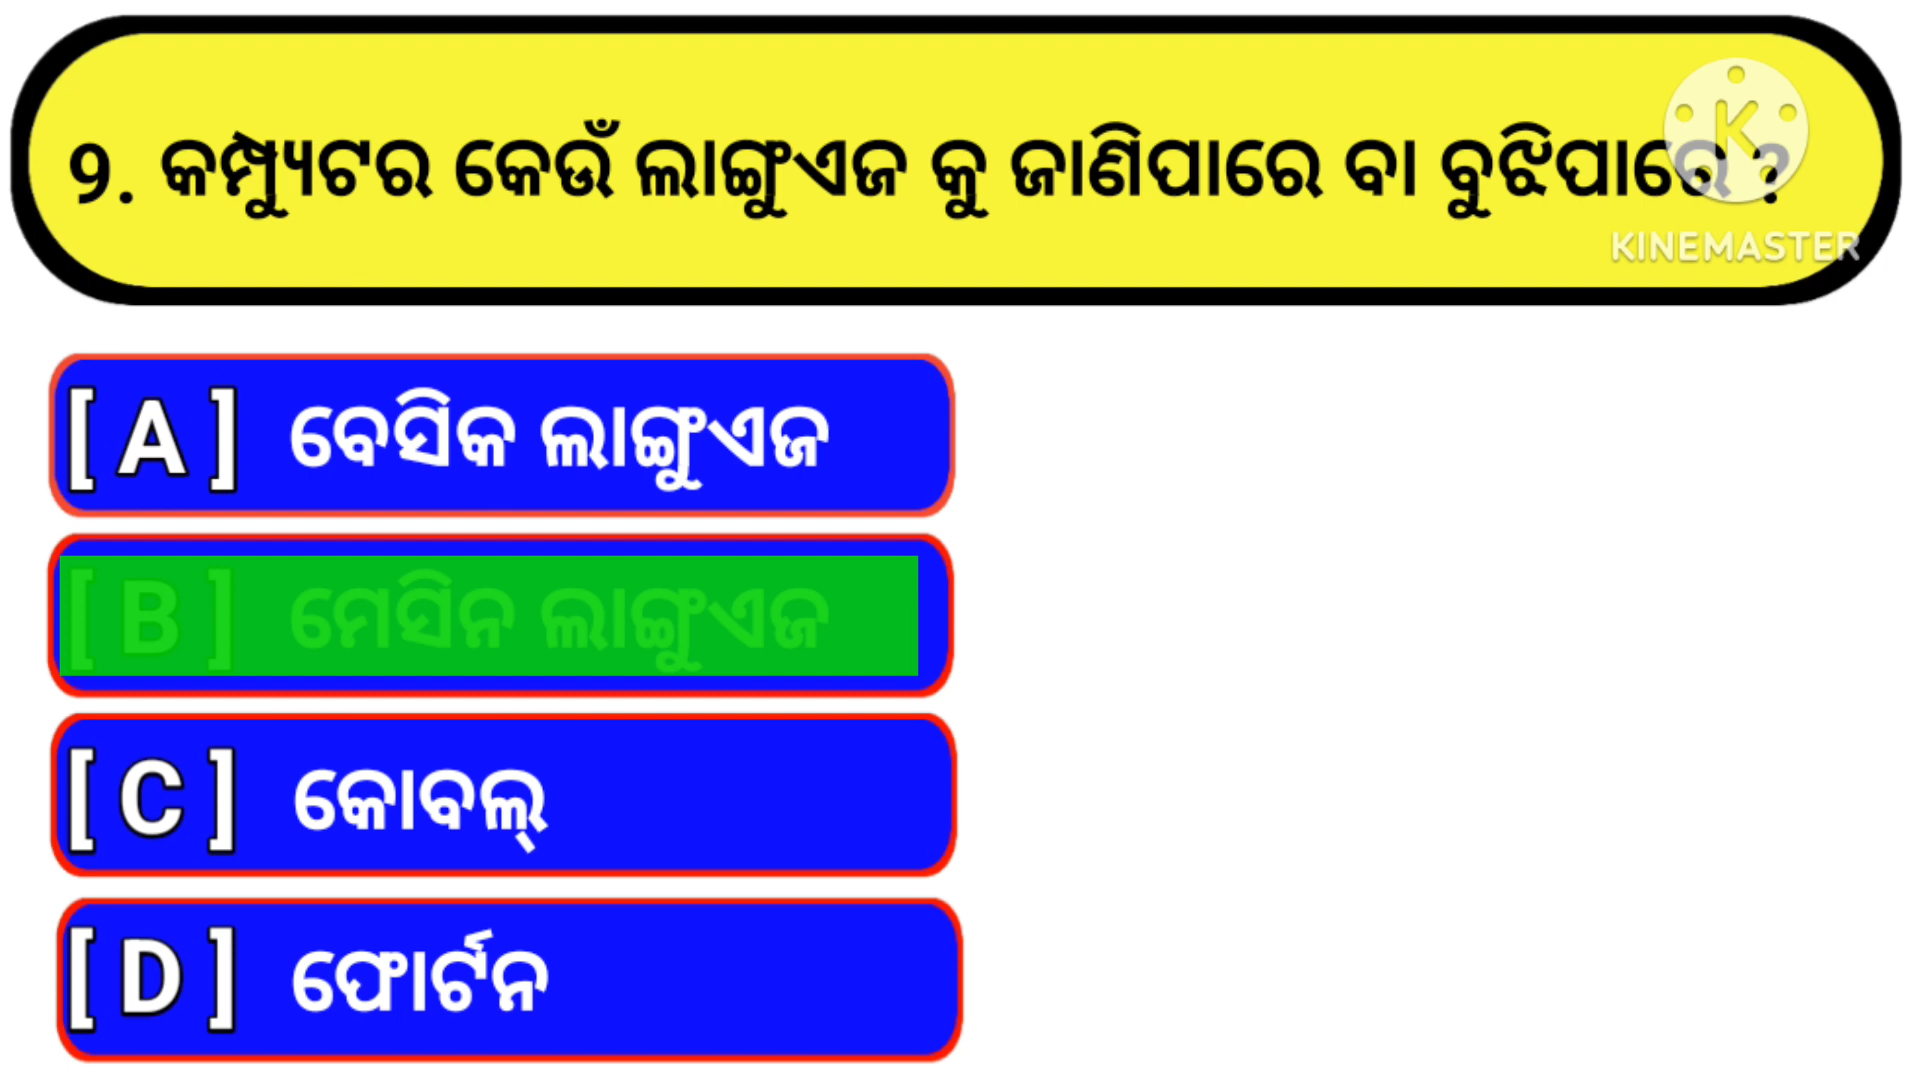 ୨. କମ୍ପ୍ୟୁଟର କେଉଁ ଲାଙ୍ଗୁଏଜ କୁ ଜାଣିପାରେ ବା ବୁଝିପାରେ ?
KINEMASTER
[ A ] ବେସିକ ଲାଙ୍ଗୁଏଜ
[ B ] ମେସିନ ଲାଙ୍ଗୁଏଜ
[ C ] କୋବଲ୍
[ D ] ଫୋର୍ଟନ